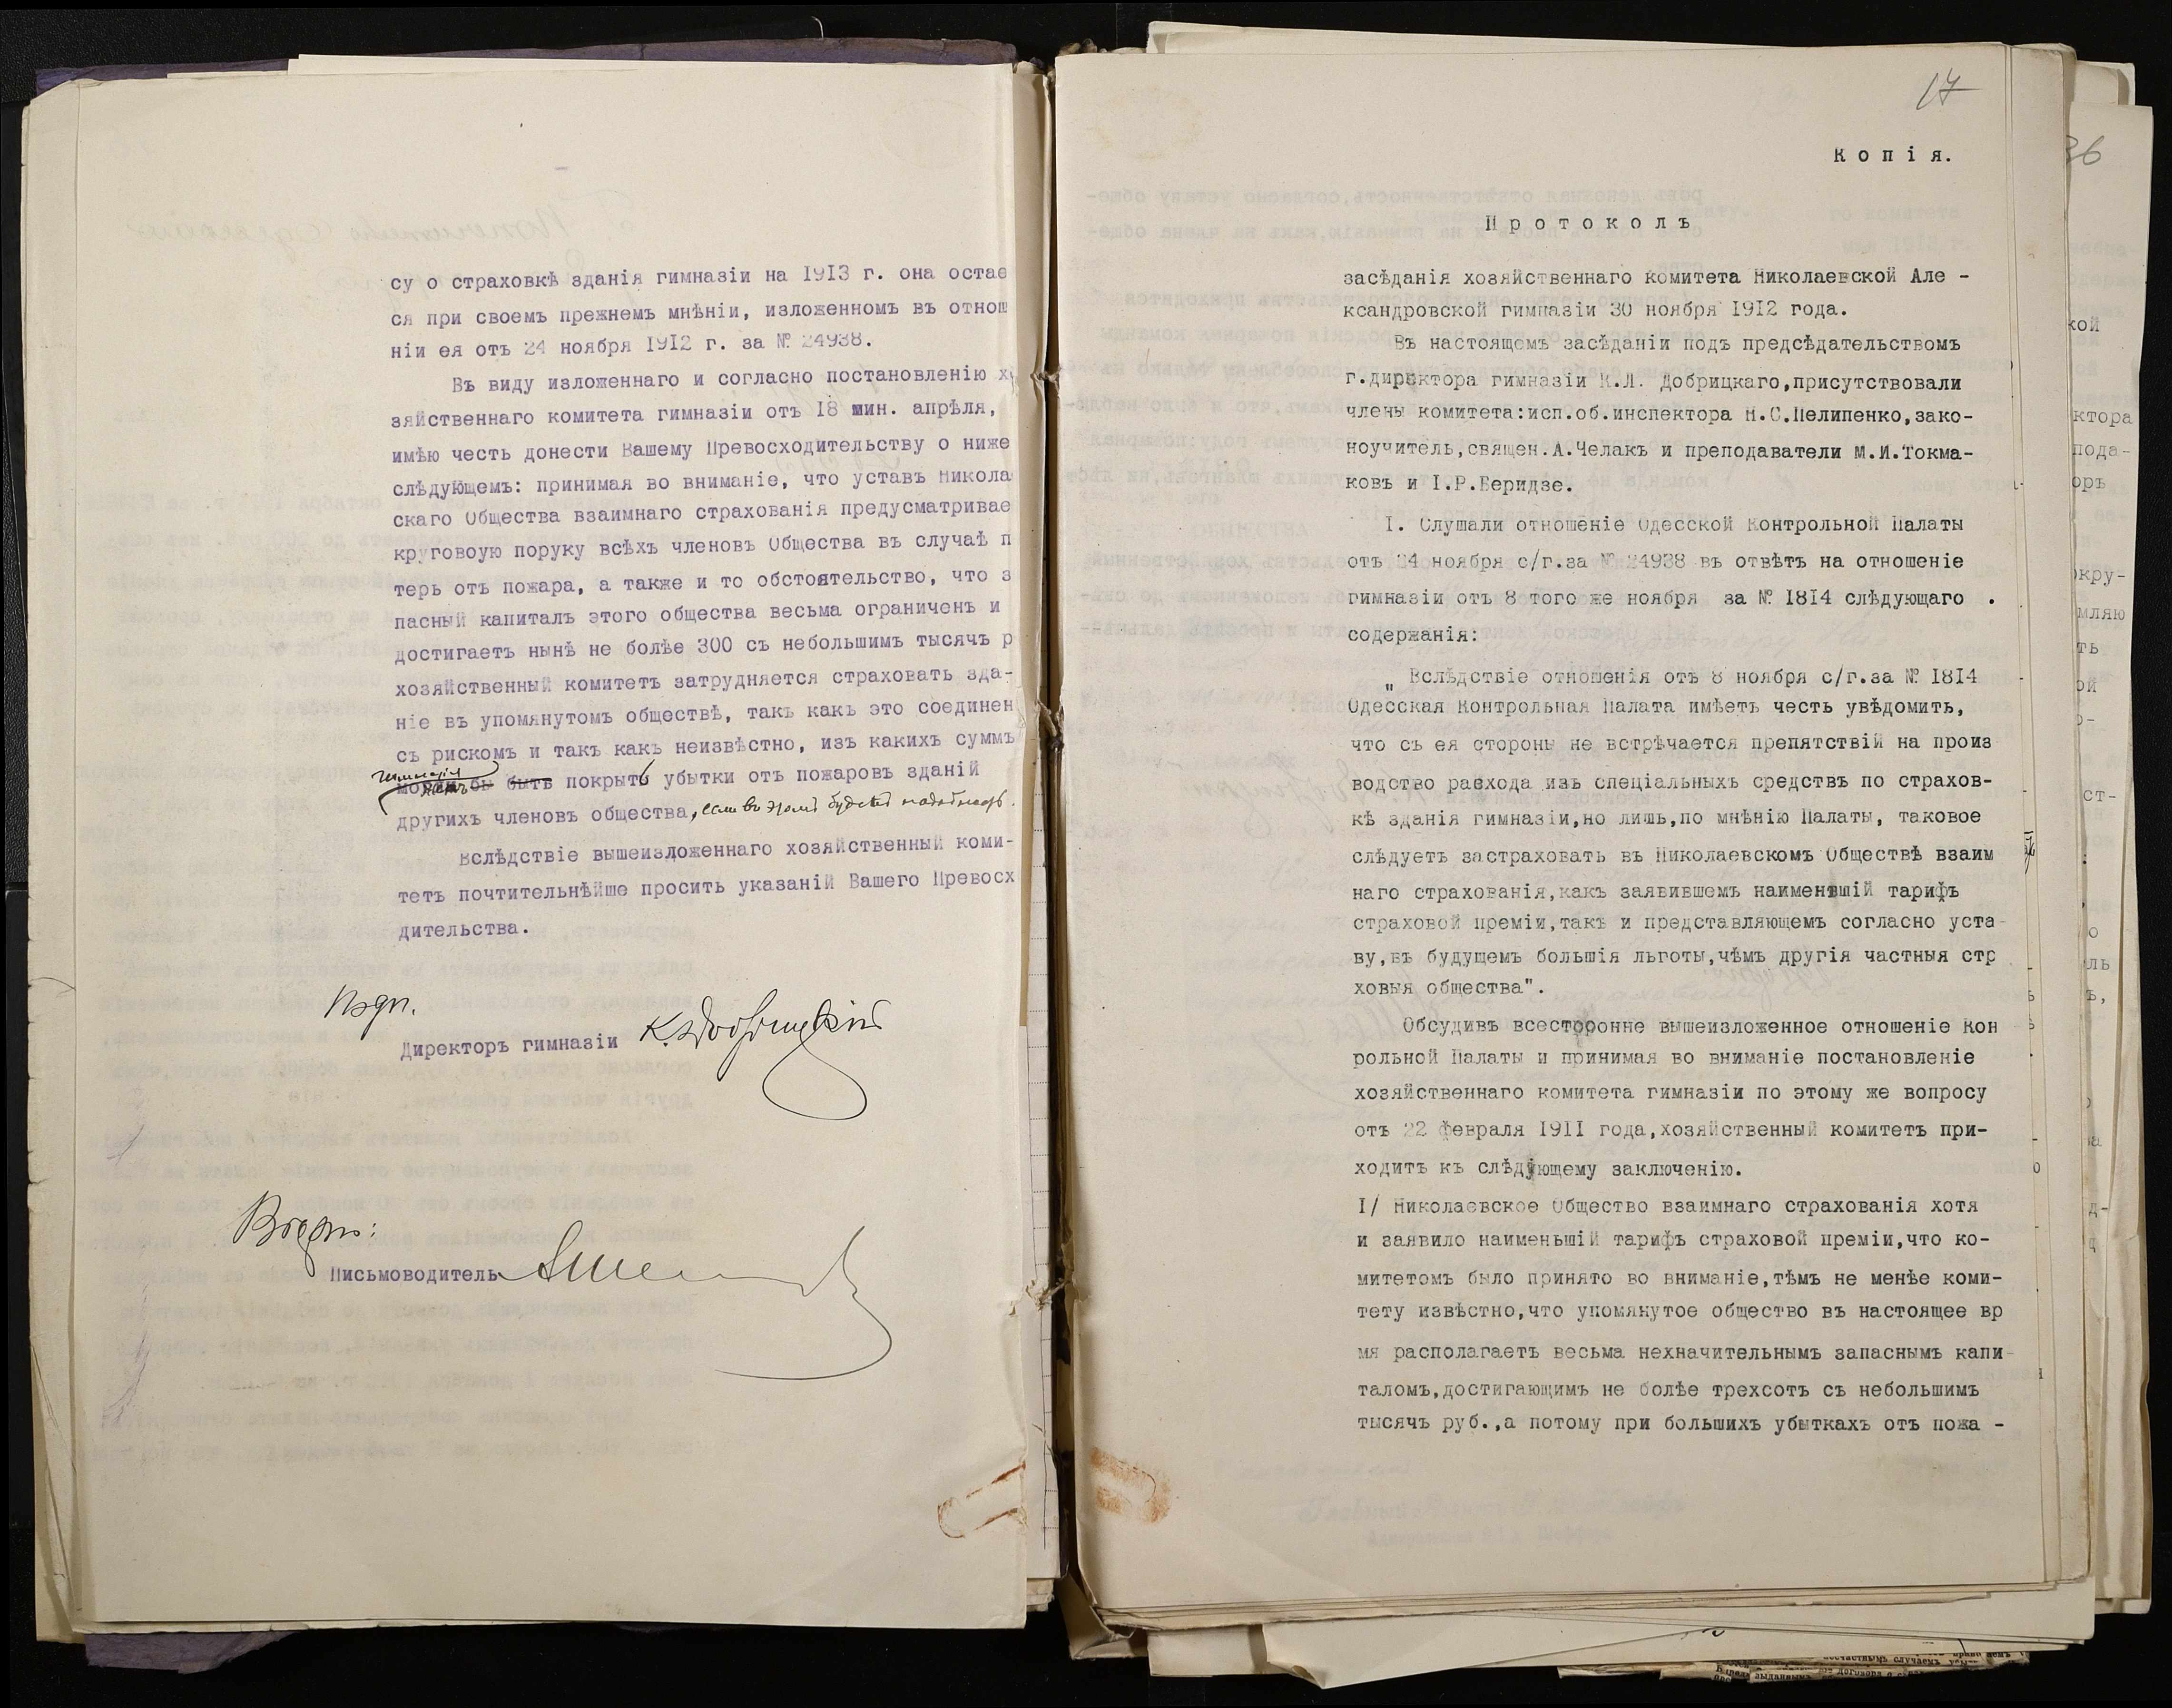 су о страховкѣ зданія гимназіи на 1913 г. она остае
ся при своемъ прежнемъ мнѣніи, изложенномъ въ отнош
ніи ея отъ 24 ноября 1912 г. за № 24938.
Въ виду изложеннаго и согласно постановленію х
зяйственнаго комитета гимназіи отъ 18 мин. апрѣля,
имѣю честь донести Вашему Превосходительству о ниже
слѣдующемъ: принимая во вниманіе, что уставъ Никола
скаго Общества взаимнаго страхованія предусматривае
круговоую поруку всѣхъ членовъ Общества въ случаѣ п
терь отъ пожара, а также и то обстоятельство, что з
пасный капиталъ этого общества весьма ограниченъ и
достигаетъ нынѣ не болѣе 300 съ небольшимъ тысячъ р
хозяйственный комитетъ затрудняется страховать зда-
ніе въ упомянутомъ обществѣ, такъ какъ это соединен
съ рискомъ и такъ какъ неизвѣстно, изъ какихъ суммъ
гимназія
быть покрыть убытки отъ пожаровъ зданій
другихъ членовъ общества, если въ этомъ будетъ надобность.
Вслѣдствіе вышеизложеннаго хозяйственный коми-
тетъ почтительнѣйше просить указаній Вашего Превосх
дительства.
Подп.
Директоръ гимназіи К. Добрицкій
Вѣрно:
Письмоводитель
17
Копія.
Протоколъ
засѣданія хозяйственнаго комитета Николаевской Але -
ксандровской гимназіи 30 ноября 1912 года.
Въ настоящемъ засѣданіи подъ предсѣдательствомъ
г.директора гимназіи К.Л. Добрицкаго,присутствовали
члены комитета:исп.об.инспектора Н.С.Пелипенко,зако-
ноучитель,священ.А.Челакъ и преподаватели М.И.Токма-
ковъ и І.Р.Беридзе.
I. Слушали отношеніе Одесской Контрольной Палаты
отъ 24 ноября с/г.за № 24938 въ отвѣтъ на отношеніе
гимназіи отъ 8 того же ноября за № 1814 слѣдующаго .
содержанія:
„ Вслѣдствіе отношенія отъ 8 ноября с/г.за № 1814
Одесская Контрольная Палата имѣетъ честь увѣдомить,
что съ ея стороны не встрѣчается препятствій на произ
водство расхода изъ спеціальныхъ средствъ по страхов-
кѣ зданія гимназіи,но лишь,по мнѣнію Палаты, таковое
слѣдуетъ застраховать въ Николаевскомъ Обществѣ взаим
наго страхованія,какъ заявившемъ наименьшій тарифъ
страховой преміи,такъ и представляющемъ согласно уста-
ву,въ будущемъ большія льготы,чѣмъ другія частныя стр
ховыя общества".
Обсудивъ всесторонне вышеизложенное отношеніе Кон
рольной Палаты и принимая во вниманіе постановленіе
хозяйственнаго комитета гимназіи по этому же вопросу
отъ 22 февраля 1911 года,хозяйственный комитетъ при-
ходитъ къ слѣдующему заключенію.
I/ Николаевское Общество взаимнаго страхованія хотя
и заявило наименьшій тарифъ страховой преміи,что ко-
митетомъ было принято во вниманіе,тѣмъ не менѣе коми-
тету извѣстно,что упомянутое общество въ настоящее вр
мя располагаетъ весьма нехначительнымъ запаснымъ капи-
таломъ,достигающимъ не болѣе трехсотъ съ небольшимъ
тысячъ руб.,а потому при большихъ убыткахъ отъ пожа -
36